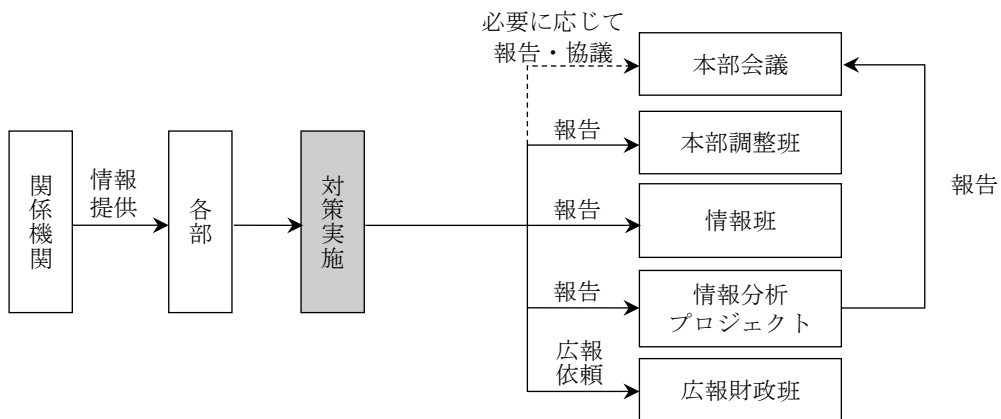 必要に応じて
報告・協議
本部会議
報告
本部調整班
関係機関
情報
提供
各部
対策実施
報告
情報班
報告
報告
情報分析
プロジェクト
広報
依頼
広報財政班